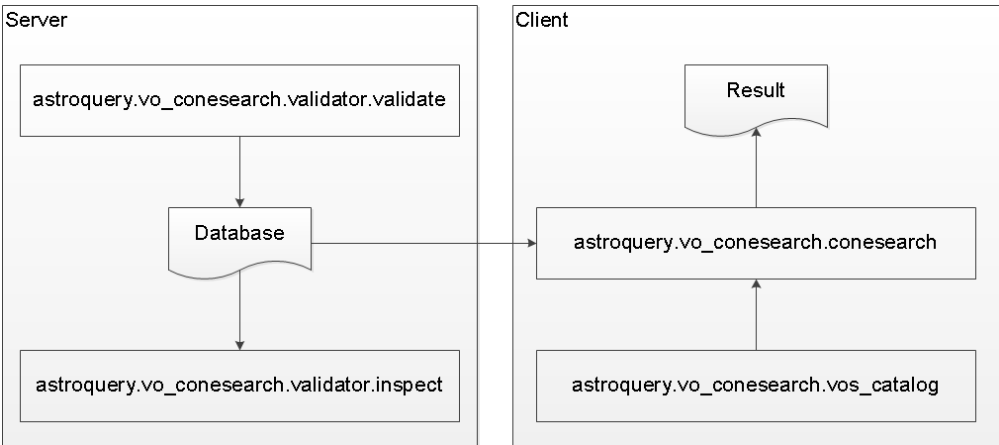 Server
astroquery.vo_conesearch.validator.validate
Database
astroquery.vo_conesearch.validator.inspect
Client
Result
astroquery.vo_conesearch.conesearch
astroquery.vo_conesearch.vos_catalog